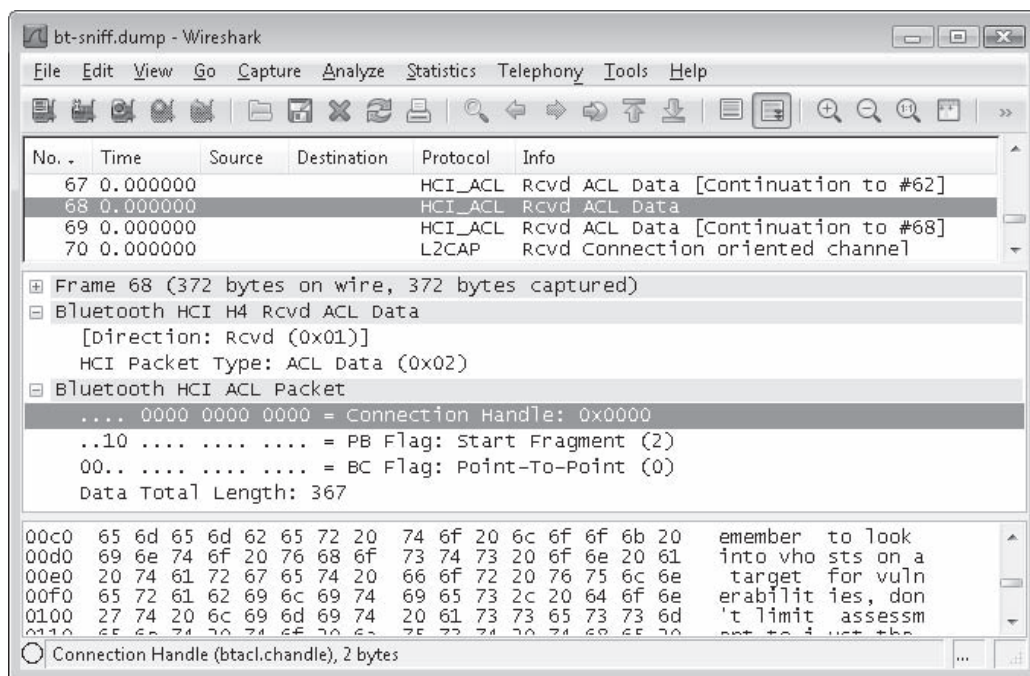 bt-sniff.dump - Wireshark
File Edit View Go Capture Analyze Statistics Telephony Tools Help
No. . Time Source Destination Protocol Info
67 0.000000 HCI_ACL Rcvd ACL Data [Continuation to #62]
68 0.000000 HCI_ACL Rcvd ACL Data
69 0.000000 HCI_ACL Rcvd ACL Data [Continuation to #68]
70 0.000000 L2CAP Rcvd Connection oriented channel
Frame 68 (372 bytes on wire, 372 bytes captured)
Bluetooth HCI H4 Rcvd ACL Data
[Direction: Rcvd (0x01)]
HCI Packet Type: ACL Data (0x02)
Bluetooth HCI ACL Packet
.... 0000 0000 0000 = Connection Handle: 0x0000
..10 .... .... .... = PB Flag: Start Fragment (2)
00.. .... .... .... = BC Flag: Point-To-Point (0)
Data Total Length: 367
00c0 65 6d 65 6d 62 65 72 20 74 6f 20 6c 6f 6f 6b 20 emember to look
00d0 69 6e 74 6f 20 76 68 6f 73 74 73 20 6f 6e 20 61 into vho sts on a
00e0 20 74 61 72 67 65 74 20 66 6f 72 20 76 75 6c 6e target for vuln
00f0 65 72 61 62 69 6c 69 74 69 65 73 2c 20 64 6f 6e erabilit ies, don
0100 27 74 20 6c 69 6d 69 74 20 61 73 73 65 73 73 6d 't limit assessm
Connection Handle (btacl.chandle), 2 bytes
...